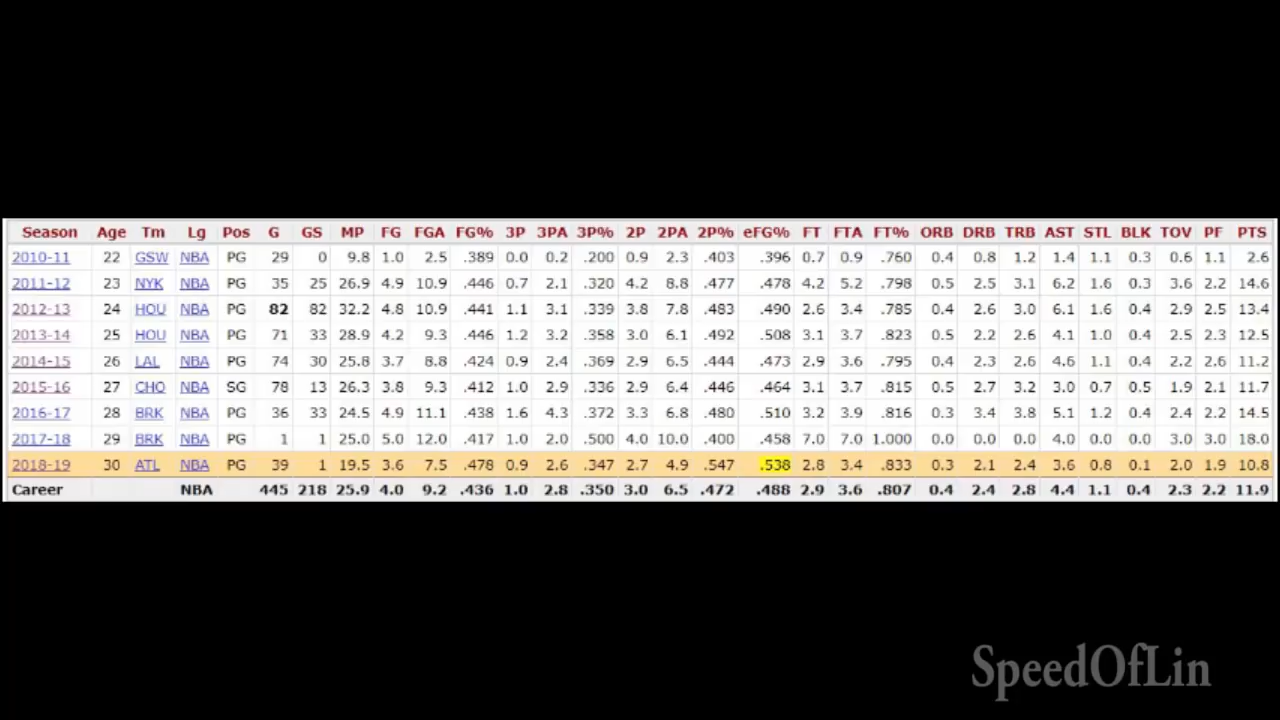 Season Age Tm Lg Pos G GS MP FG FGA FG% 3P 3PA 3P% 2P 2PA 2P% eFG% FT FTA FT% ORB DRB TRB AST STL BLK TOV PF PTS
2010-11 22 GSW NBA PG 29 0 9.8 1.0 2.5 .389 0.0 0.2 .200 0.9 2.3 .403 .396 0.7 0.9 .760 0.4 0.8 1.2 1.4 1.1 0.3 0.6 1.1 2.6
2011-12 23 NYK NBA PG 35 25 26.9 4.9 10.9 .446 0.7 2.1 .320 4.2 8.8 .477 .478 4.2 5.2 .798 0.5 2.5 3.1 6.2 1.6 0.3 3.6 2.2 14.6
2012-13 24 HOU NBA PG 82 82 32.2 4.8 10.9 .441 1.1 3.1 .339 3.8 7.8 .483 .490 2.6 3.4 .785 0.4 2.6 3.0 6.1 1.6 0.4 2.9 2.5 13.4
2013-14 25 HOU NBA PG 71 33 28.9 4.2 9.3 .446 1.2 3.2 .358 3.0 6.1 .492 .508 3.1 3.7 .823 0.5 2.2 2.6 4.1 1.0 0.4 2.5 2.3 12.5
2014-15 26 LAL NBA PG 74 30 25.8 3.7 8.8 .424 0.9 2.4 .369 2.9 6.5 .444 .473 2.9 3.6 .795 0.4 2.3 2.6 4.6 1.1 0.4 2.2 2.6 11.2
2015-16 27 CHO NBA SG 78 13 26.3 3.8 9.3 .412 1.0 2.9 .336 2.9 6.4 .446 .464 3.1 3.7 .815 0.5 2.7 3.2 3.0 0.7 0.5 1.9 2.1 11.7
2016-17 28 BRK NBA PG 36 33 24.5 4.9 11.1 .438 1.6 4.3 .372 3.3 6.8 .480 .510 3.2 3.9 .816 0.3 3.4 3.8 5.1 1.2 0.4 2.4 2.2 14.5
2017-18 29 BRK NBA PG 1 1 25.0 5.0 12.0 .417 1.0 2.0 .500 4.0 10.0 .400 .458 7.0 7.0 1.000 0.0 0.0 0.0 4.0 0.0 0.0 3.0 3.0 18.0
2018-19 30 ATL NBA PG 39 1 19.5 3.6 7.5 .478 0.9 2.6 .347 2.7 4.9 .547 .538 2.8 3.4 .833 0.3 2.1 2.4 3.6 0.8 0.1 2.0 1.9 10.8
Career NBA 445 218 25.9 4.0 9.2 .436 1.0 2.8 .350 3.0 6.5 .472 .488 2.9 3.6 .807 0.4 2.4 2.8 4.4 1.1 0.4 2.3 2.2 11.9
SpeedOfLin